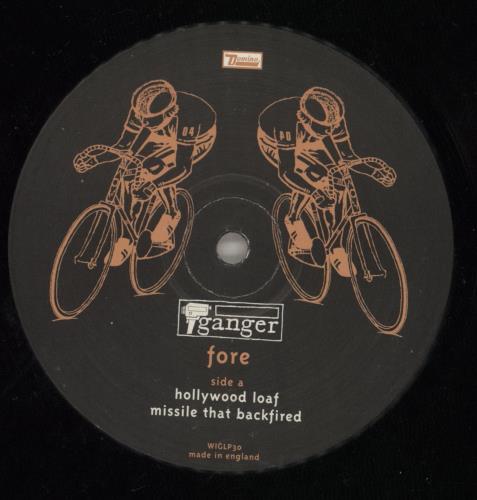 Domino
04
04
ganger
fore
side a
hollywood loaf
missile that backfired
WIGLP30
made in england